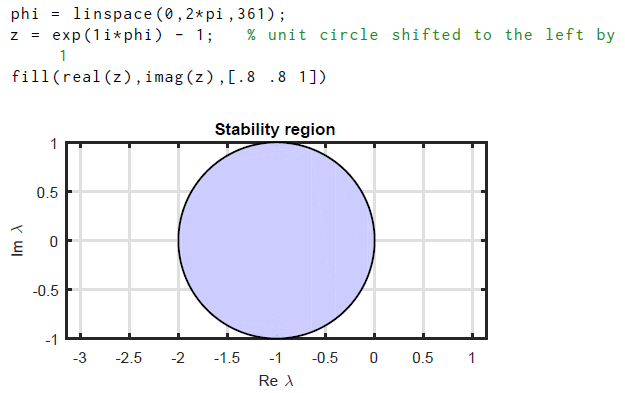 phi = linspace(0,2*pi,361);
z = exp(1i*phi) - 1;   % unit circle shifted to the left by
1
fill(real(z),imag(z),[.8 .8 1])
Stability region
1
0.5
0
-0.5
-1
Im λ
-3 -2.5 -2 -1.5 -1 -0.5 0 0.5 1
Re λ